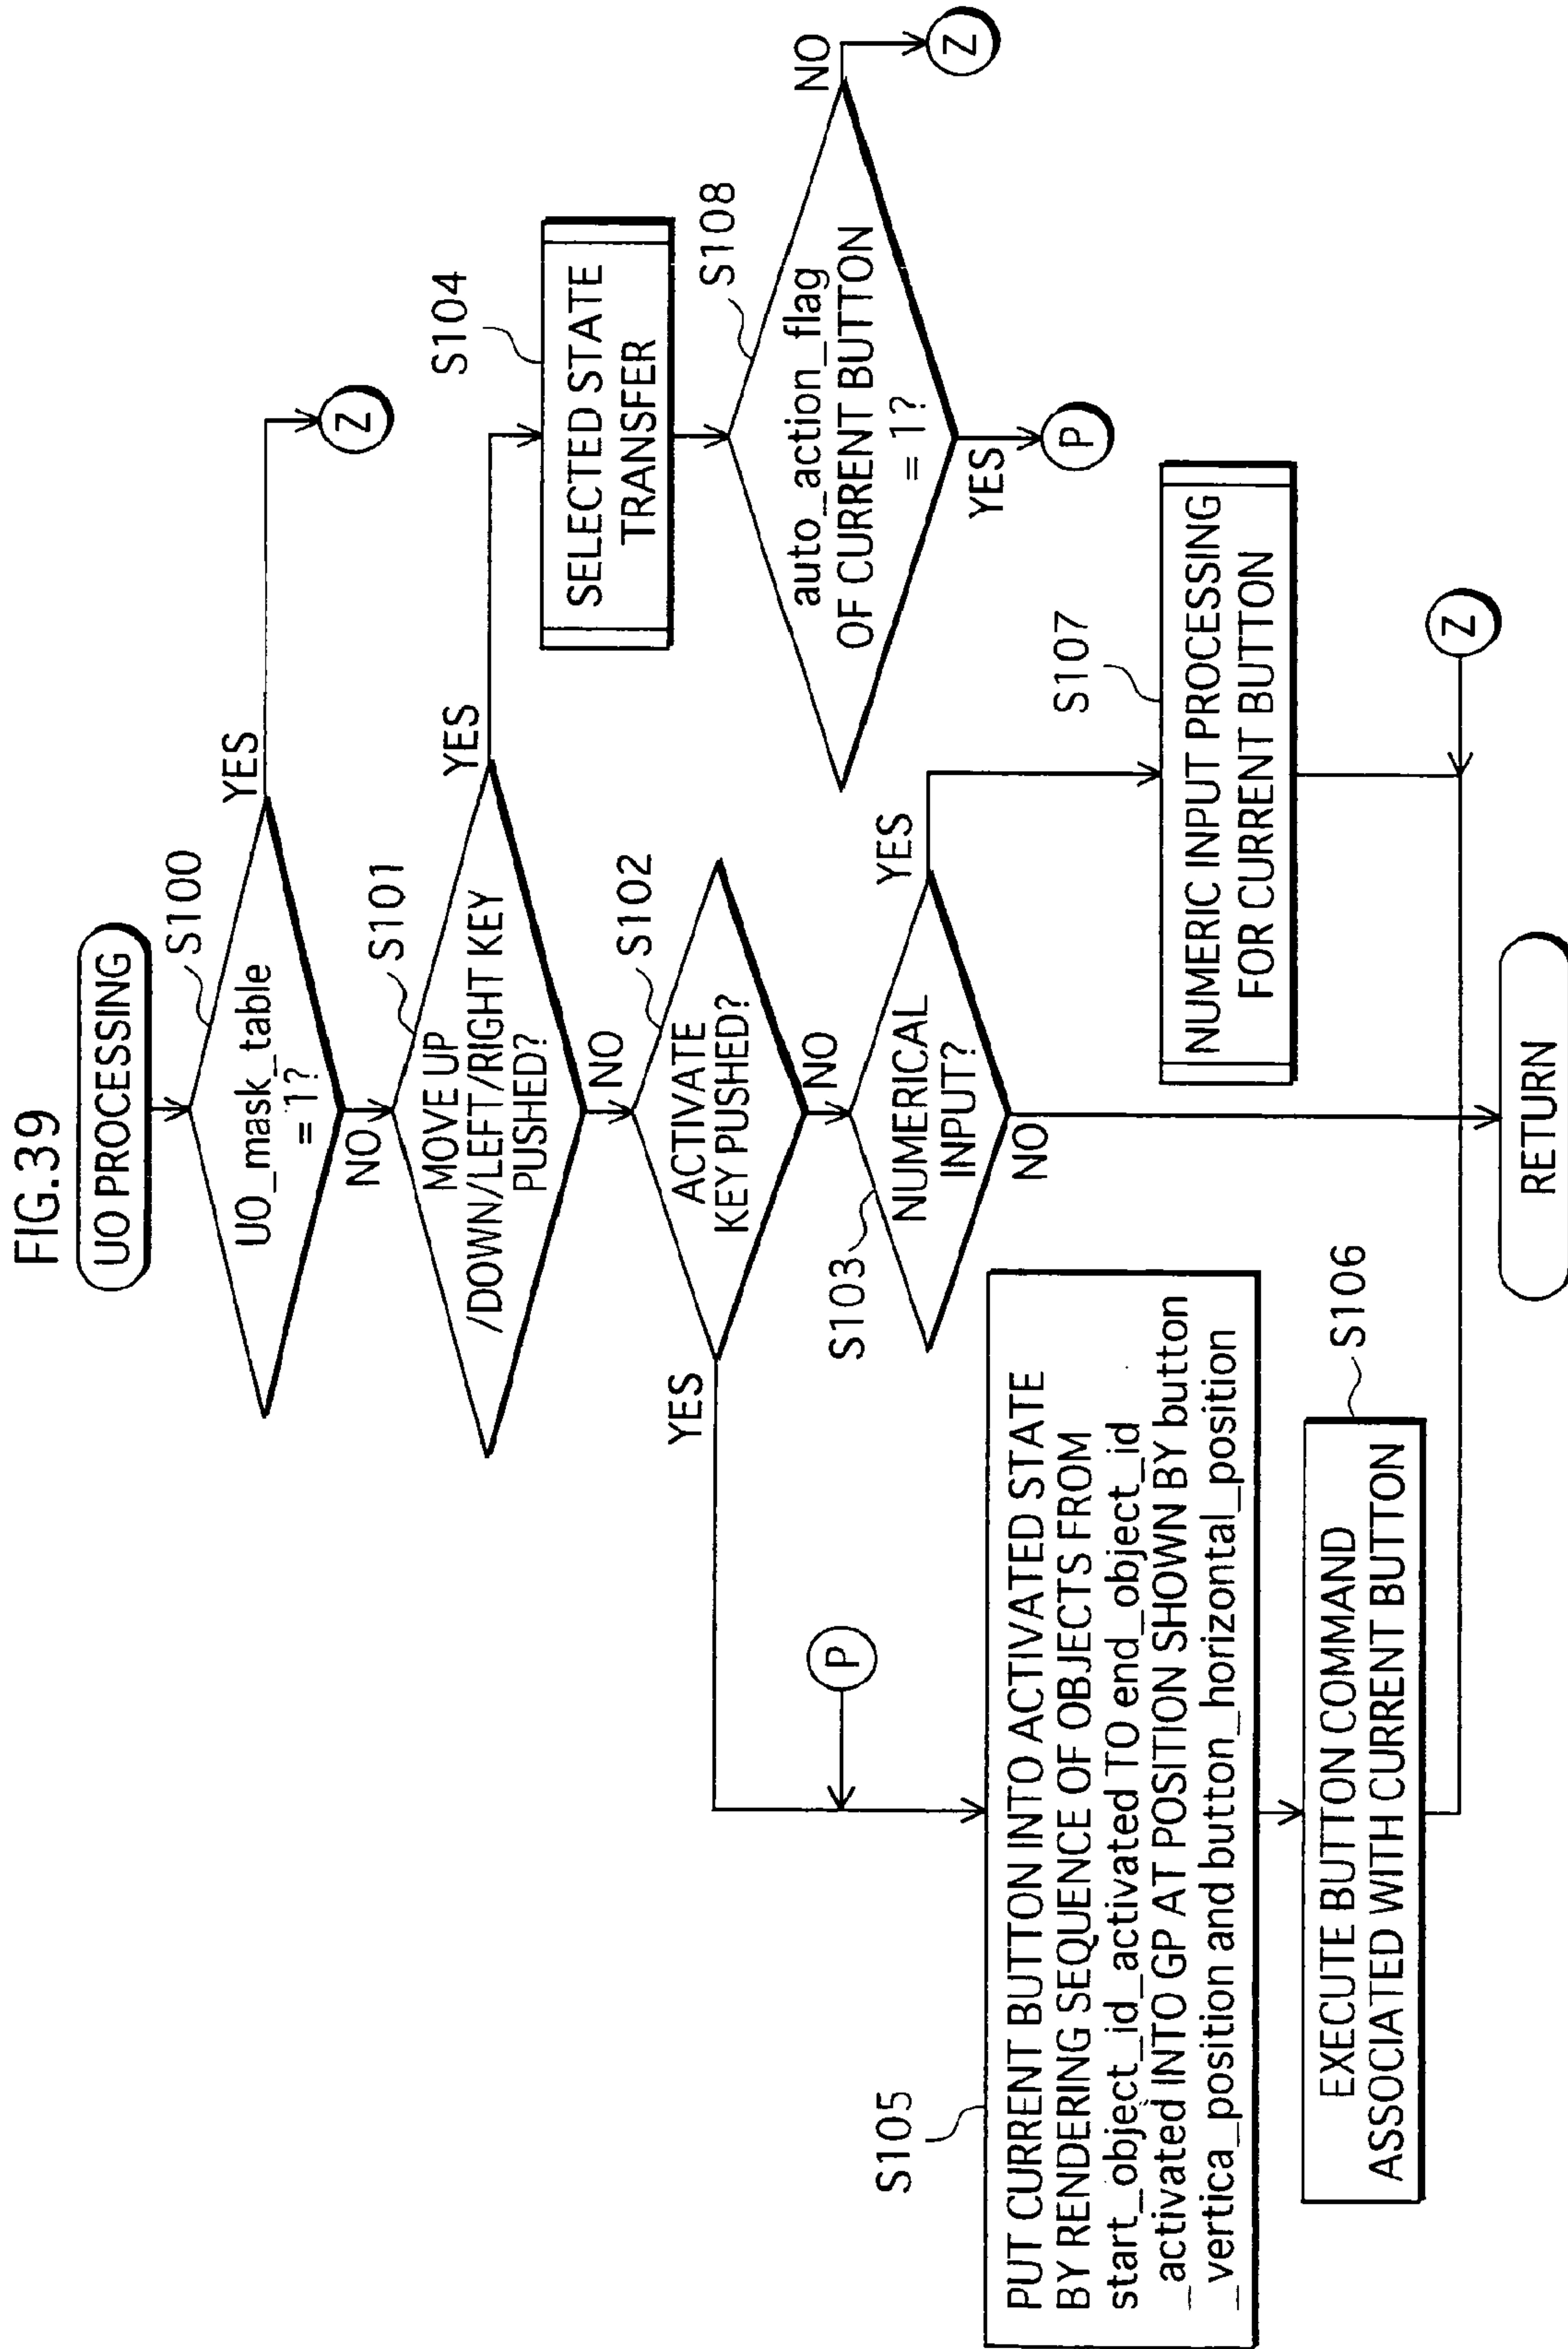 FIG.39
UO PROCESSING
S100
UO_mask_table
= 1?
YES
Z
NO
S101
MOVE UP
/DOWN/LEFT/RIGHT KEY
PUSHED?
YES
S104
SELECTED STATE
TRANSFER
S108
auto_action_flag
OF CURRENT BUTTON
= 1?
NO
Z
YES
P
NO
S102
ACTIVATE
KEY PUSHED?
YES
NO
P
S103
NUMERICAL
INPUT?
YES
NO
S107
NUMERIC INPUT PROCESSING
FOR CURRENT BUTTON
Z
S105
PUT CURRENT BUTTON INTO ACTIVATED STATE
BY RENDERING SEQUENCE OF OBJECTS FROM
start_object_id_activated TO end_object_id
_activated INTO GP AT POSITION SHOWN BY button
_vertica_position and button_horizontal_position
S106
EXECUTE BUTTON COMMAND
ASSOCIATED WITH CURRENT BUTTON
RETURN